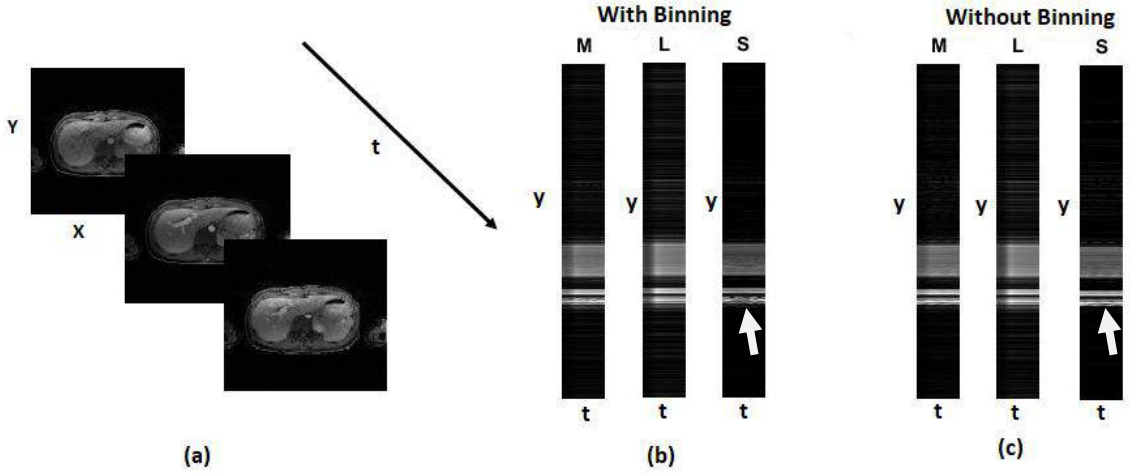 With Binning
Without Binning
M L S
M L S
Y
t
X
y y y
y y y
t t t
t t t
(a)
(b)
(c)